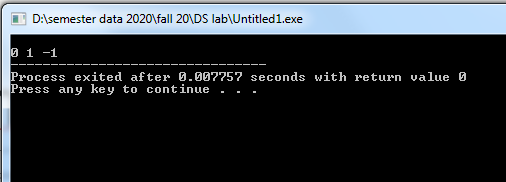 D:\semester data 2020\fall 20\DS lab\Untitled1.exe
0 1 -1
--------------------------------
Process exited after 0.007757 seconds with return value 0
Press any key to continue . . .